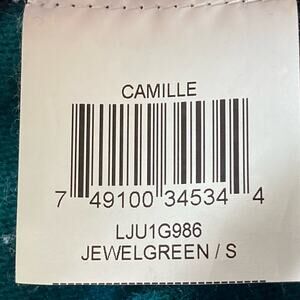 CAMILLE
7 49100 34534 4
LJU1G986
JEWELGREEN / S